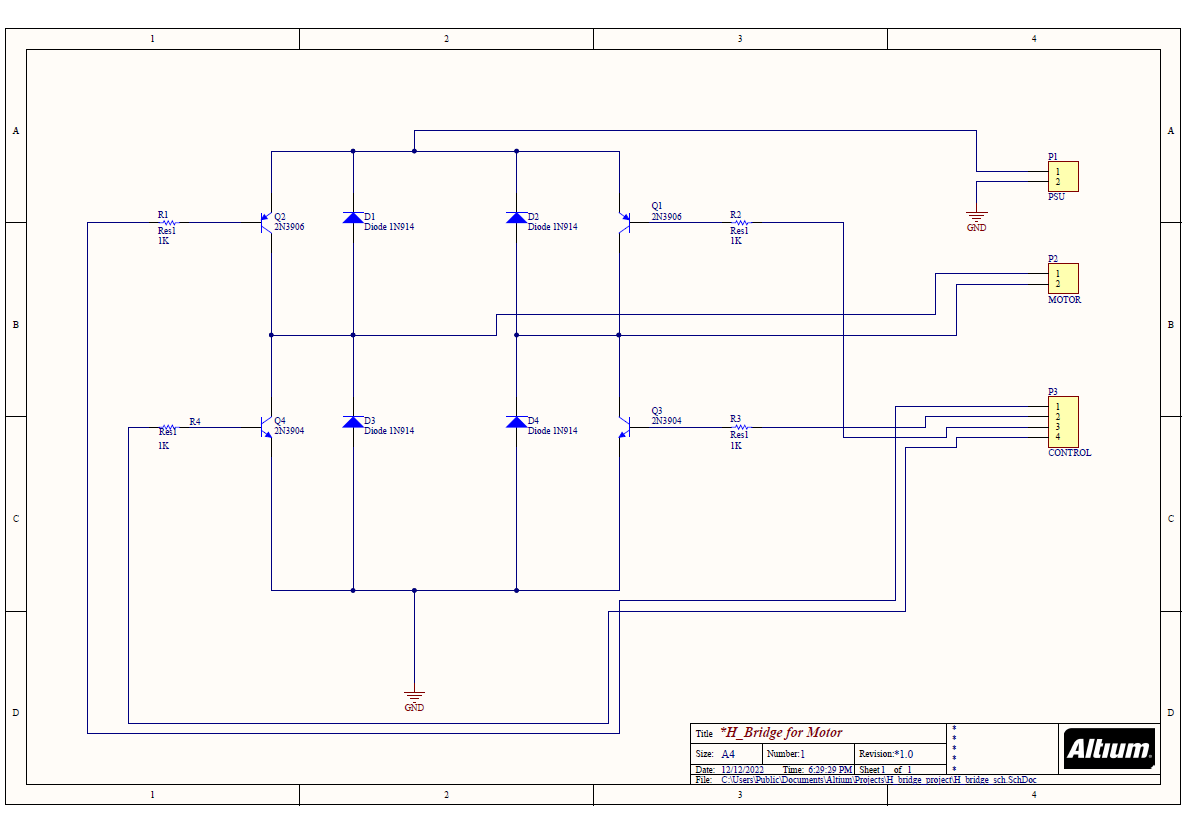 1 2 3 4
A A
P1
1
2
PSU
GND
R1
Res1
1K
Q2
2N3906
D1
Diode 1N914
D2
Diode 1N914
Q1
2N3906
R2
Res1
1K
P2
1
2
MOTOR
B B
P3
1
2
3
4
CONTROL
R4
Res1
1K
Q4
2N3904
D3
Diode 1N914
D4
Diode 1N914
Q3
2N3904
R3
Res1
1K
C C
GND
D D
Title *H_Bridge for Motor
Size: A4 Number:1 Revision:*1.0
Date: 12/12/2022 Time: 6:29:29 PM Sheet1 of 1
File: C:\Users\Public\Documents\Altium\Projects\H_bridge_project\H_bridge_sch.SchDoc
*
*
*
*
*
Altium
1 2 3 4